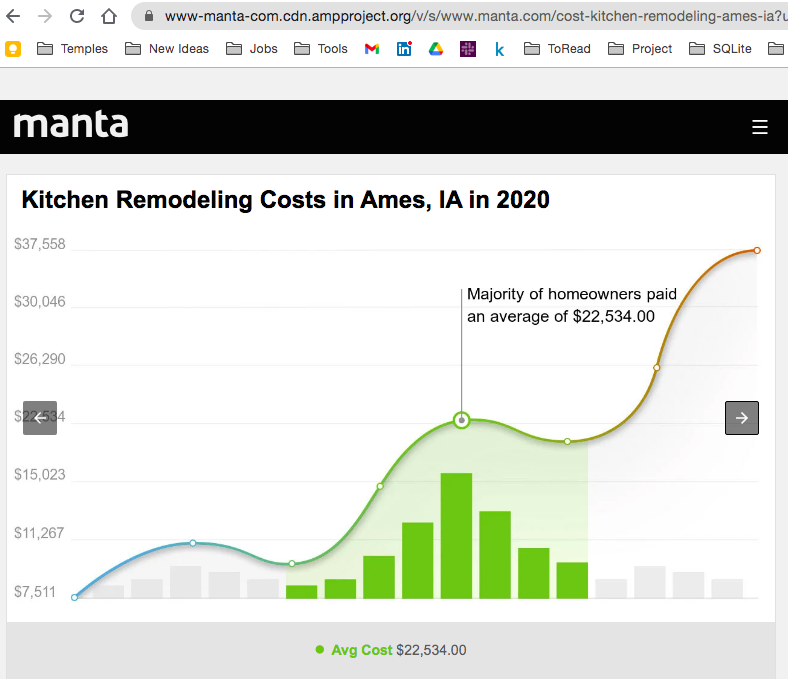 www-manta-com.cdn.ampproject.org/v/s/www.manta.com/cost-kitchen-remodeling-ames-ia?u
Temples New Ideas Jobs Tools ToRead Project SQLite
manta
Kitchen Remodeling Costs in Ames, IA in 2020
$37,558
Majority of homeowners paid
$30,046
an average of $22,534.00
$26,290
$22,534
$15,023
$11,267
$7,511
Avg Cost $22,534.00